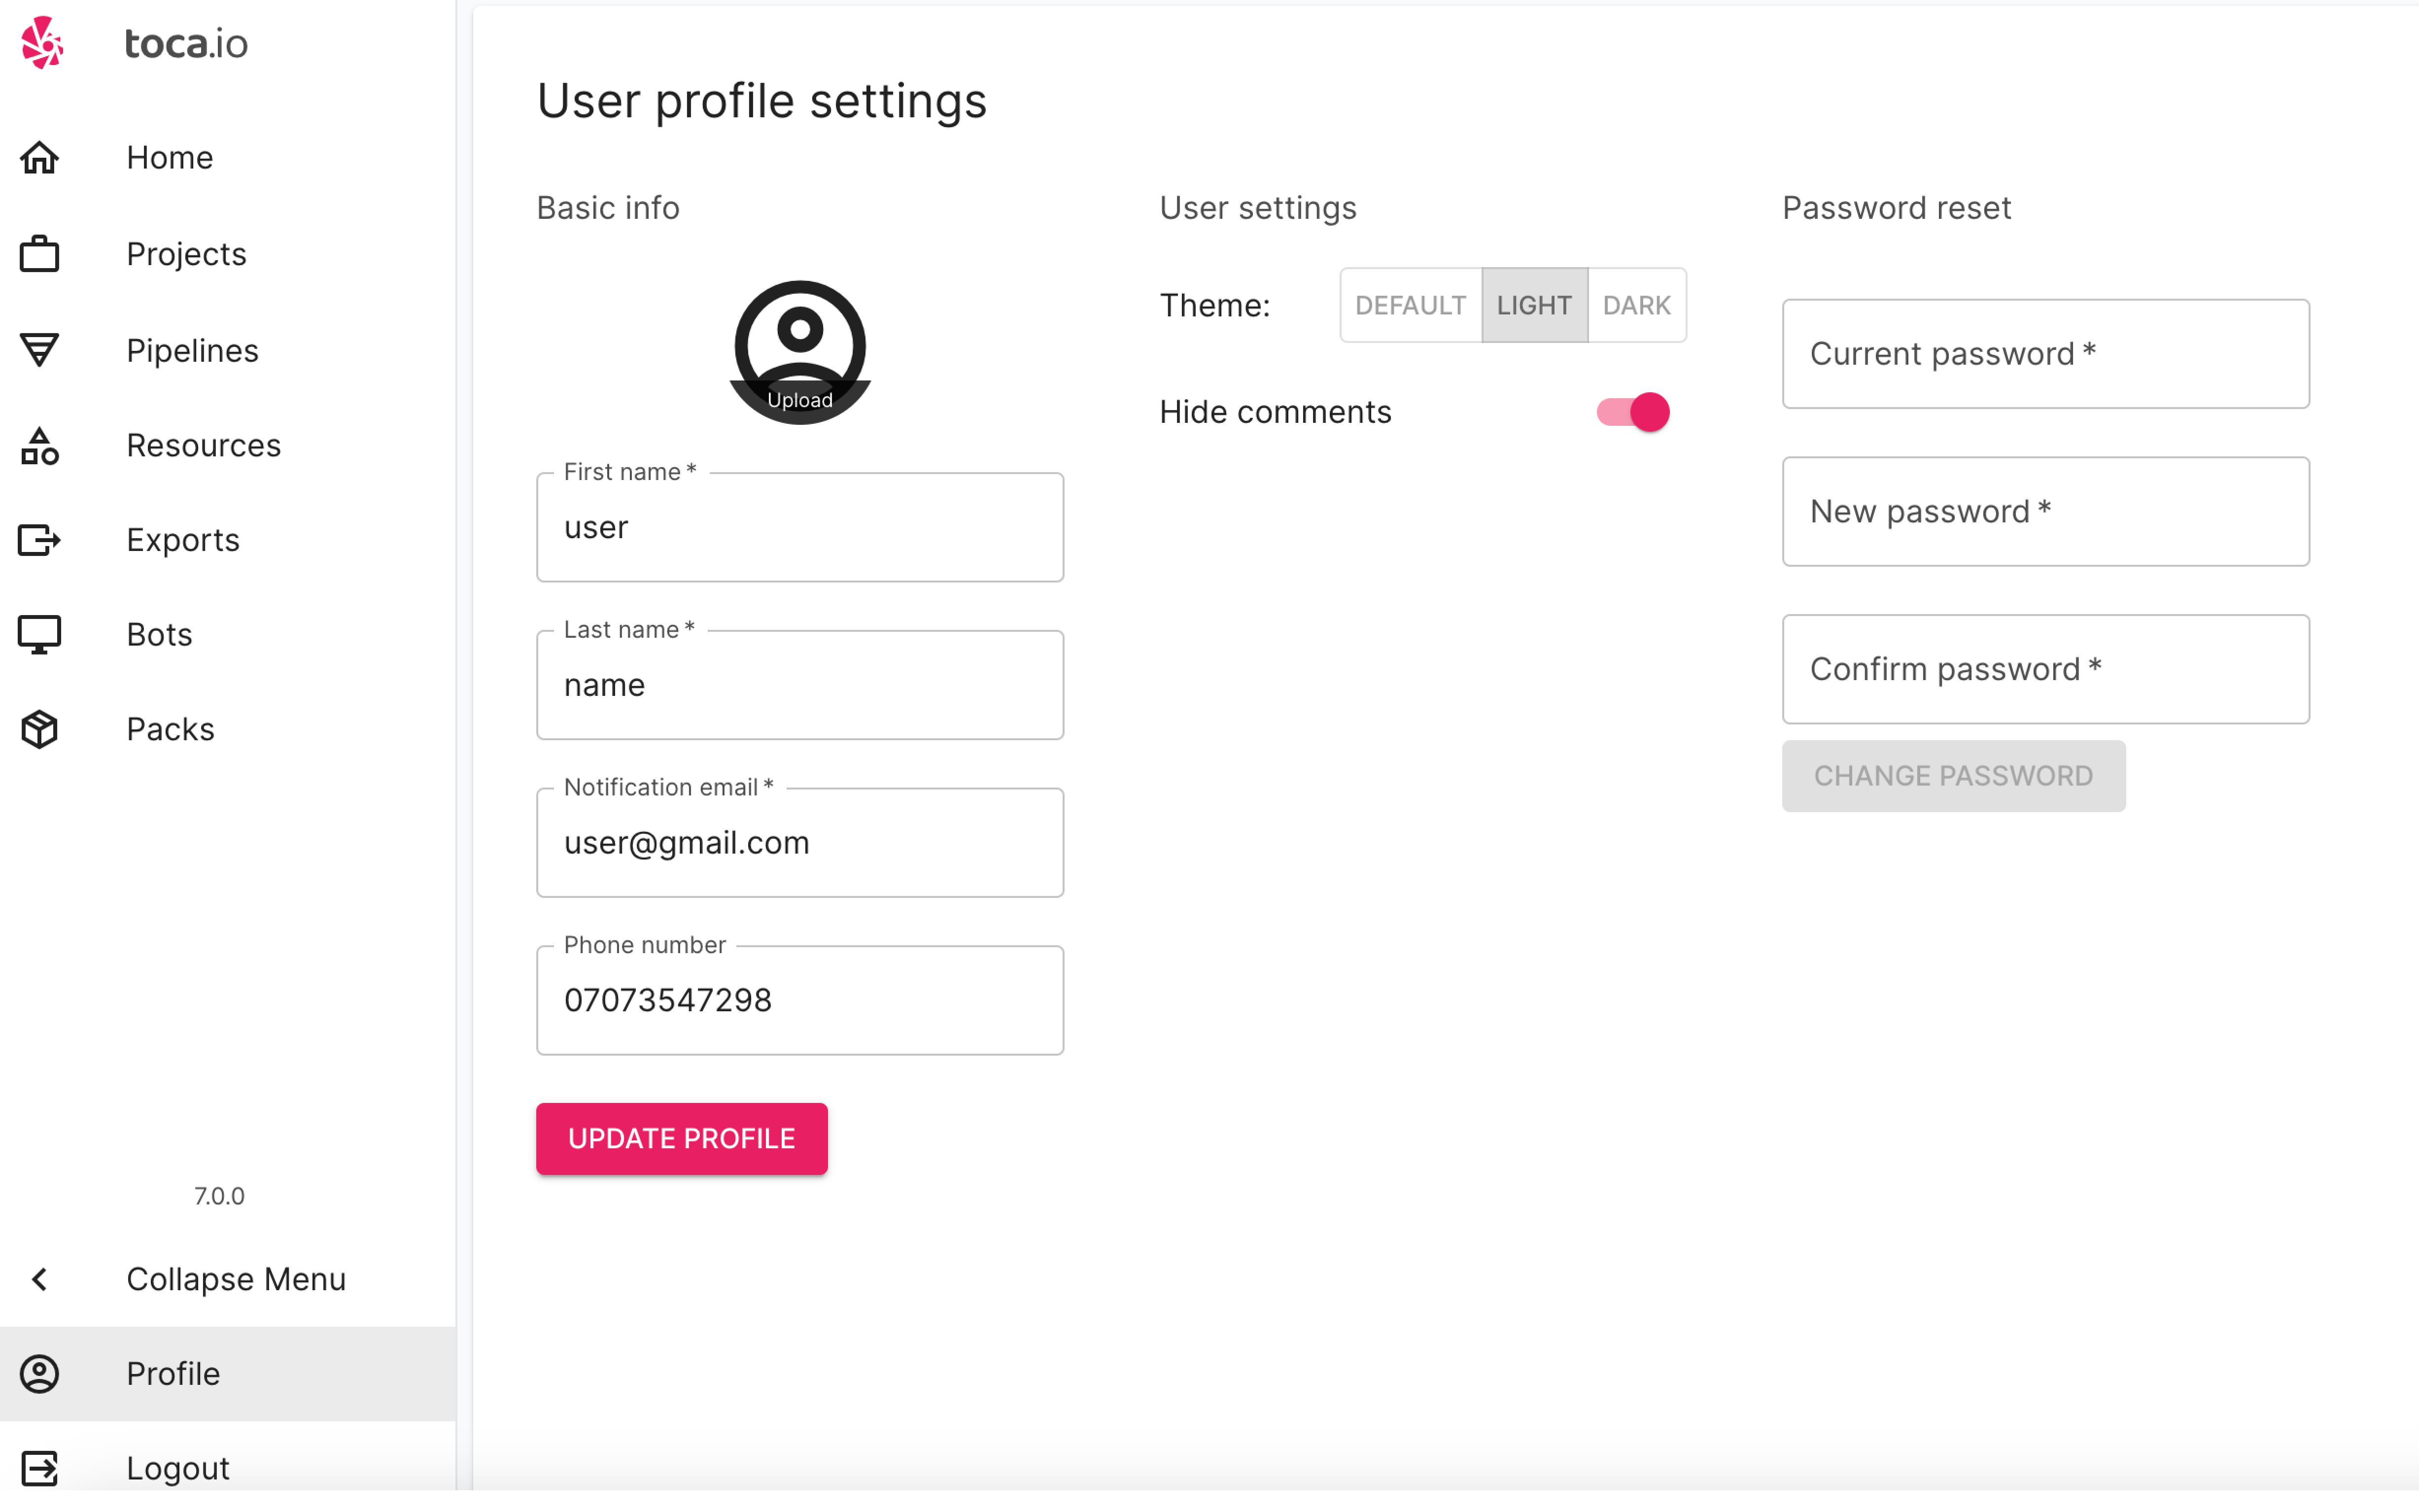 toca.io
Home
Projects
Pipelines
Resources
Exports
Bots
Packs
7.0.0
Collapse Menu
Profile
Logout
User profile settings
Basic info
Upload
First name *
user
Last name *
name
Notification email *
user@gmail.com
Phone number
07073547298
UPDATE PROFILE
User settings
Theme: DEFAULT LIGHT DARK
Hide comments
Password reset
Current password *
New password *
Confirm password *
CHANGE PASSWORD